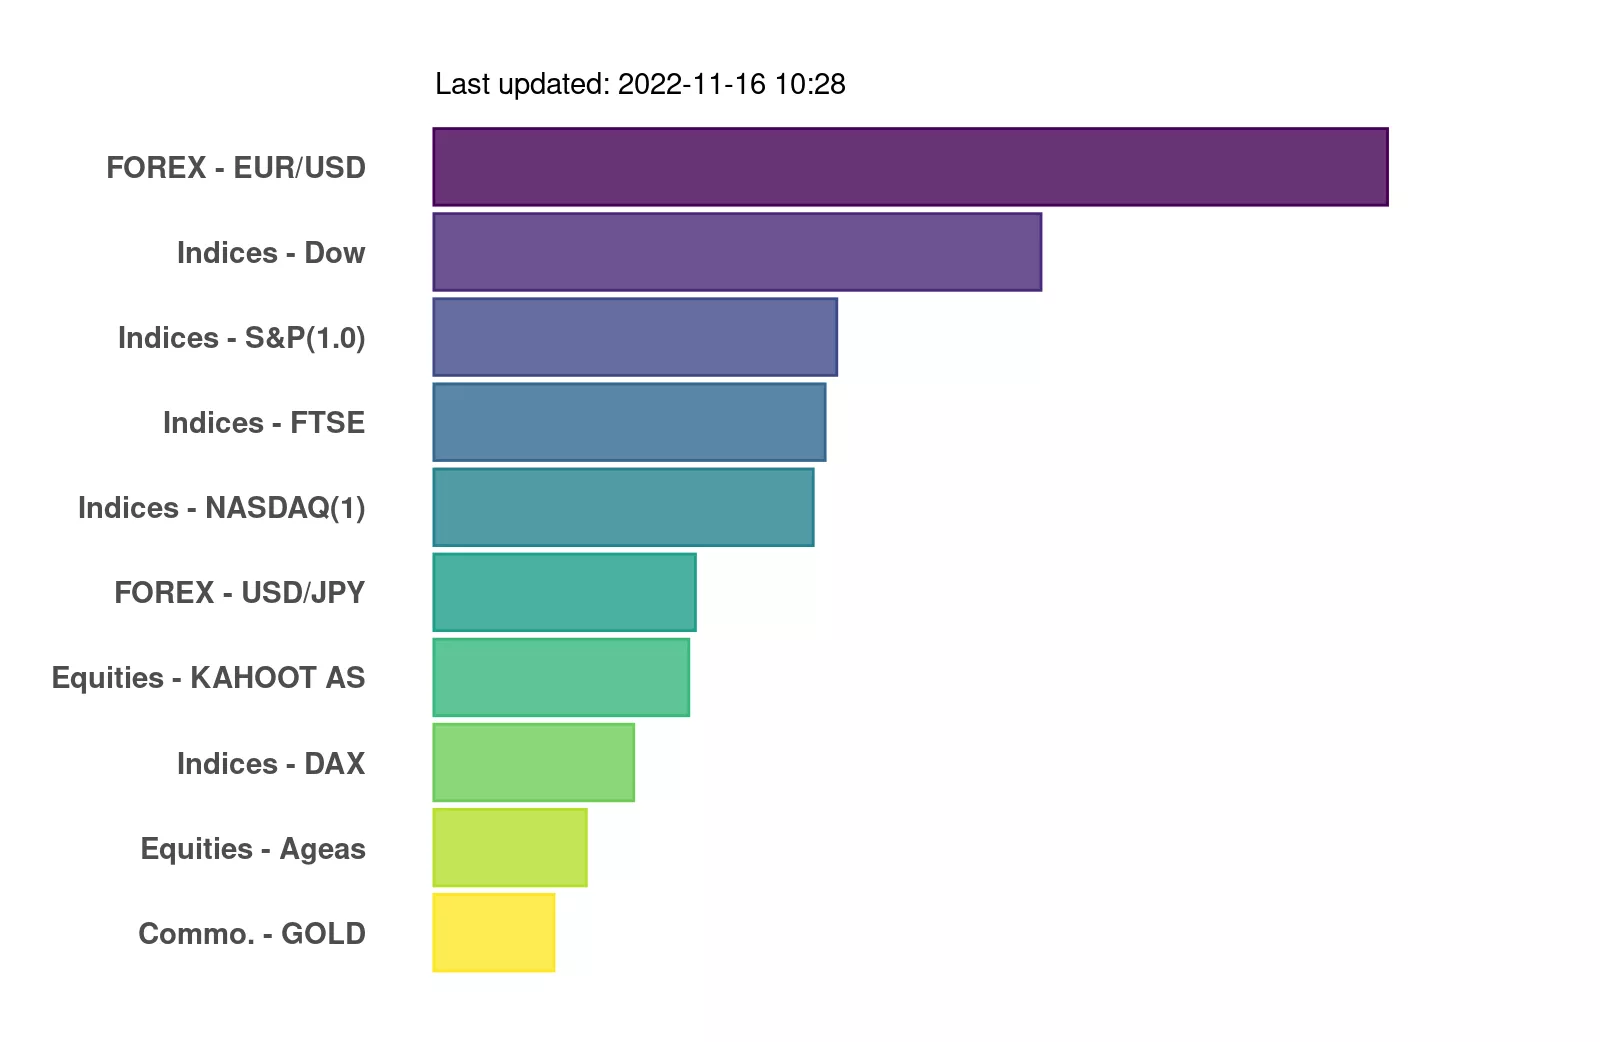 Last updated: 2022-11-16 10:28
FOREX - EUR/USD
Indices - Dow
Indices - S&P(1.0)
Indices - FTSE
Indices - NASDAQ(1)
FOREX - USD/JPY
Equities - KAHOOT AS
Indices - DAX
Equities - Ageas
Commo. - GOLD